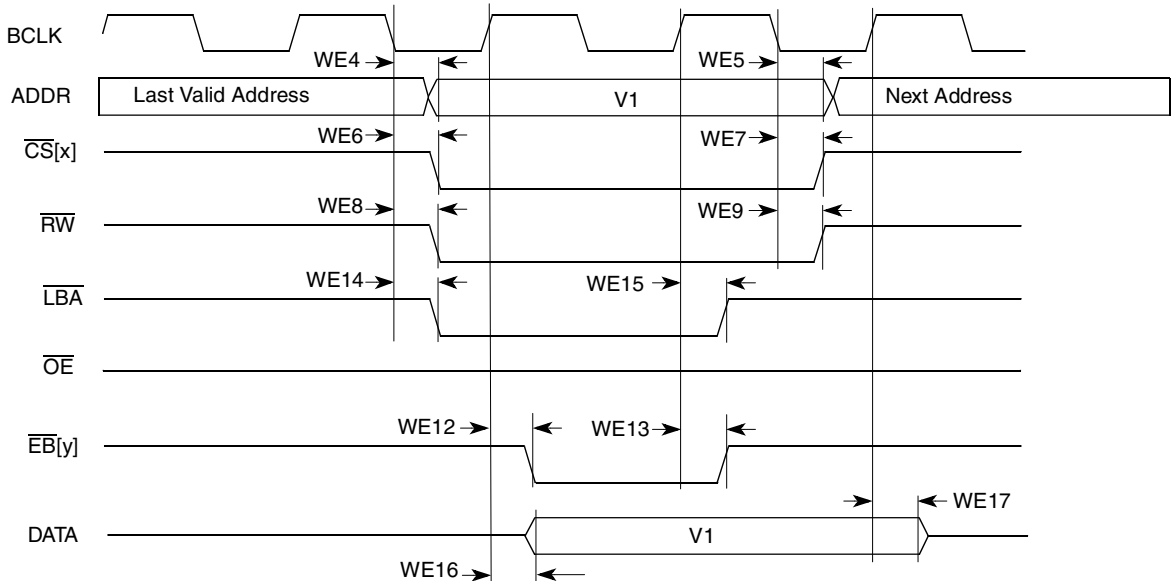 BCLK
WE4 WE5
ADDR Last Valid Address V1 Next Address
WE6 WE7
CS[x]
WE8 WE9
RW
WE14 WE15
LBA
OE
WE12 WE13
EB[y]
WE17
DATA V1
WE16